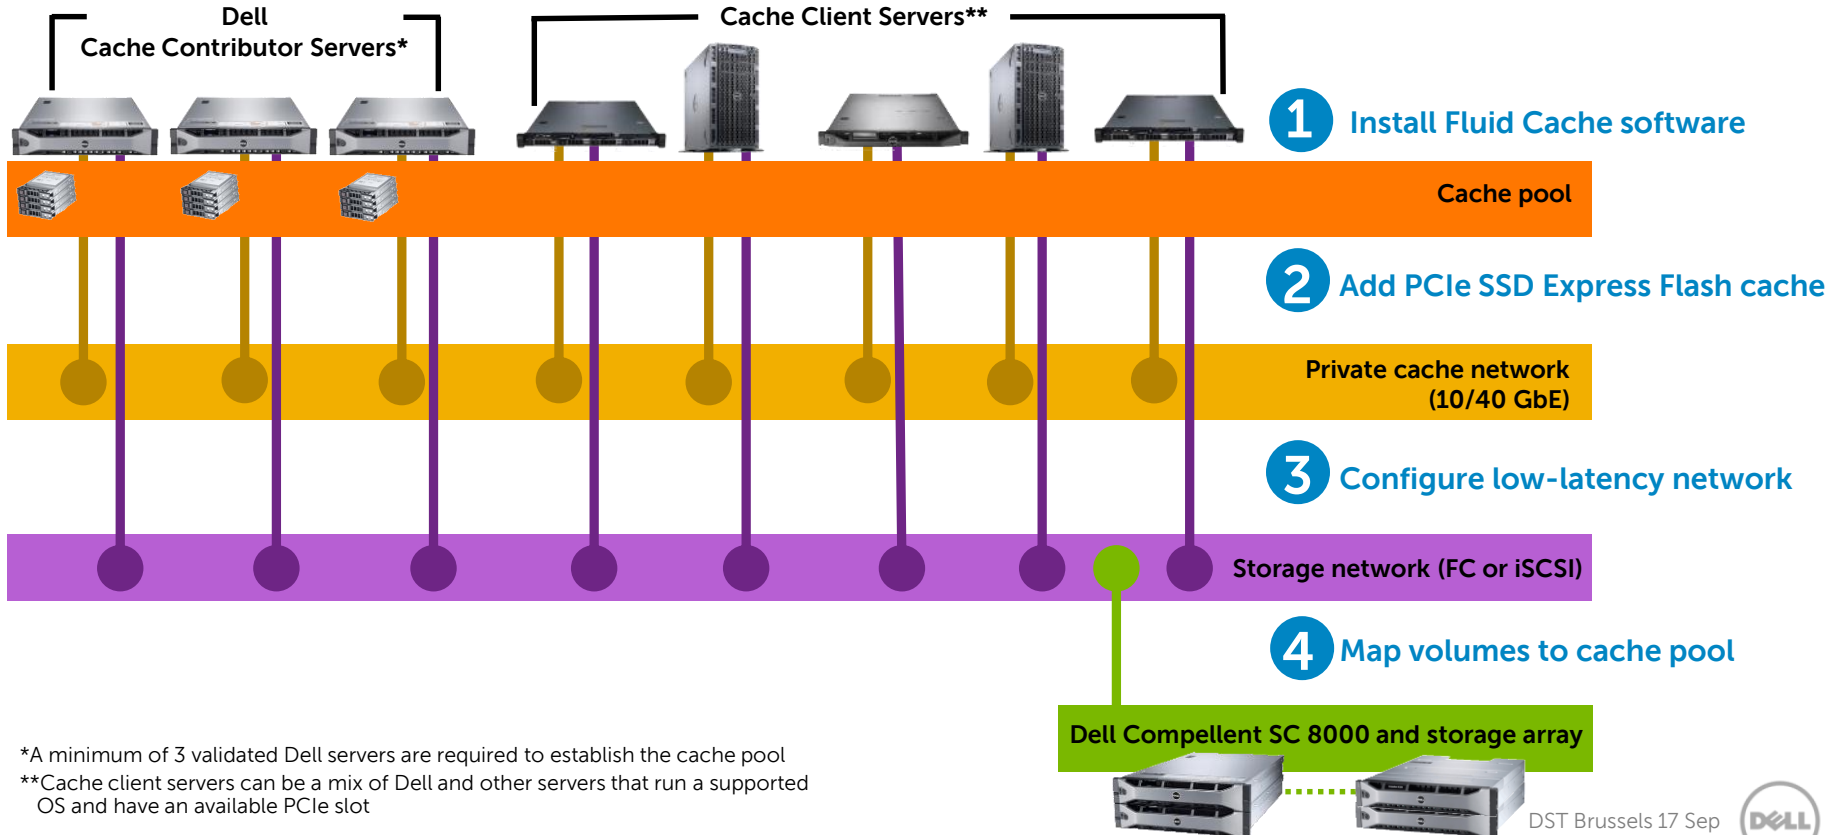 Dell
Cache Contributor Servers*
Cache Client Servers**
1 Install Fluid Cache software
Cache pool
2 Add PCIe SSD Express Flash cache
Private cache network
(10/40 GbE)
3 Configure low-latency network
Storage network (FC or iSCSI)
4 Map volumes to cache pool
Dell Compellent SC 8000 and storage array
*A minimum of 3 validated Dell servers are required to establish the cache pool
**Cache client servers can be a mix of Dell and other servers that run a supported
OS and have an available PCIe slot
DST Brussels 17 Sep
DELL